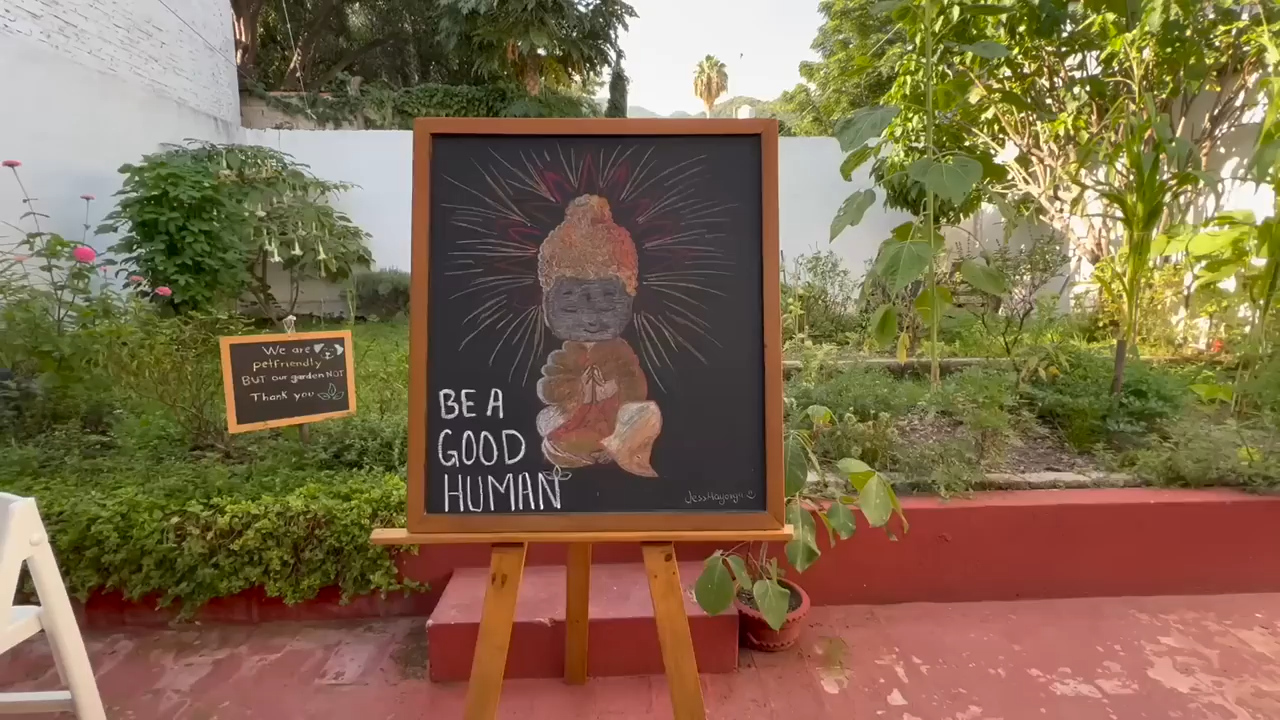 We are
petfriendly
BUT our garden NOT
Thank you
BE A
GOOD
HUMAN